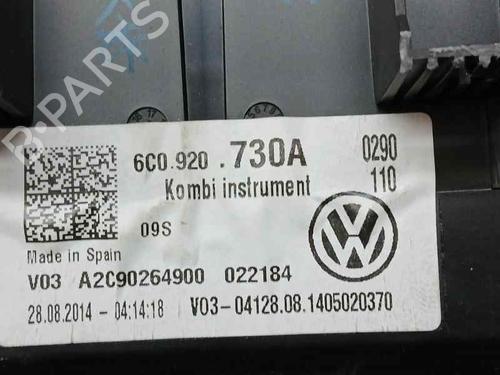 B-PARTS
6C0.920 .730A 0290
Kombi instrument 110
09S
Made in Spain
V03 A2C90264900 022184
28.08.2014 - 04:14:18 V03-04128.08.1405020370